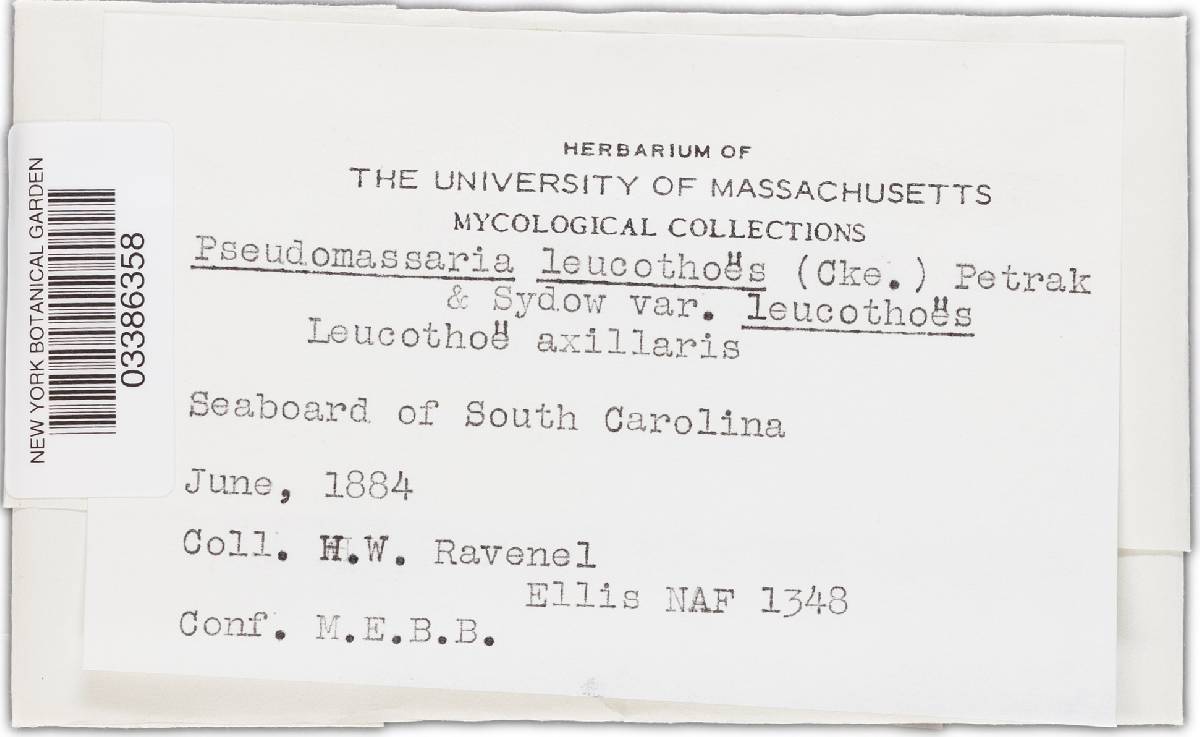 NEW YORK BOTANICAL GARDEN
03386358
HERBARIUM OF
THE UNIVERSITY OF MASSACHUSETTS
MYCOLOGICAL COLLECTIONS
Pseudomassaria leucothoës (Cke.) Petrak
& Sydow var. leucothoës
Leucothoë axillaris
Seaboard of South Carolina
June, 1884
Coll. H.W. Ravenel
Ellis NAF 1348
Conf. M.E.B.B.